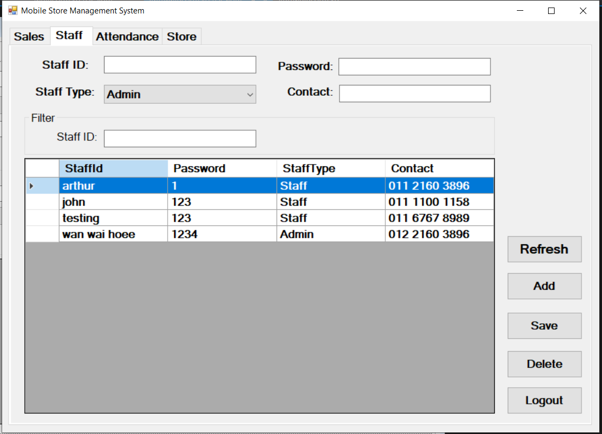 Mobile Store Management System
Sales Staff Attendance Store
Staff ID: Password:
Staff Type: Admin Contact:
Filter
Staff ID:
StaffId Password StaffType Contact
arthur 1 Staff 011 2160 3896
john 123 Staff 011 1100 1158
testing 123 Staff 011 6767 8989
wan wai hoee 1234 Admin 012 2160 3896
Refresh
Add
Save
Delete
Logout